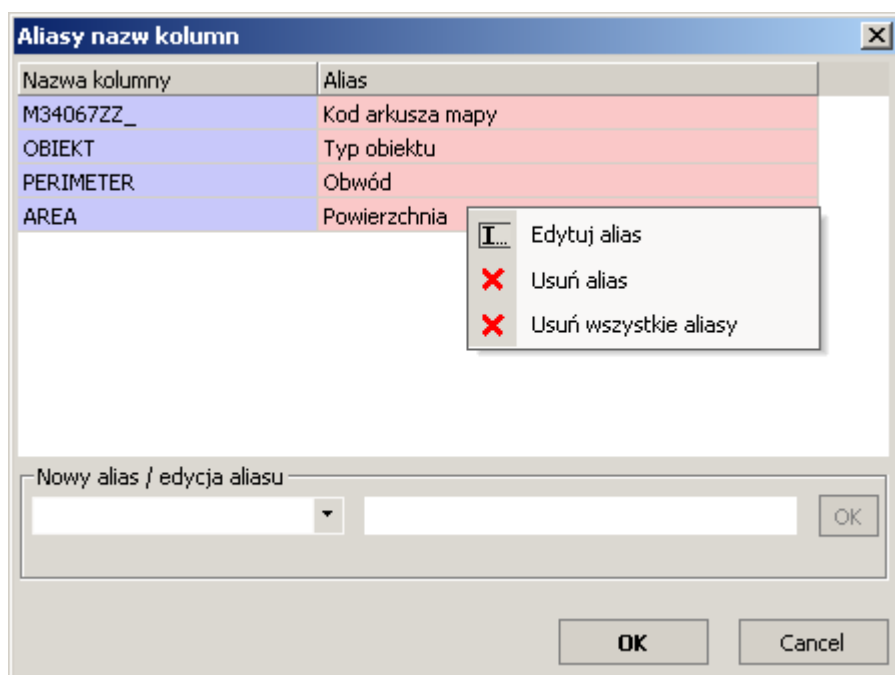 Aliasy nazw kolumn
Nazwa kolumny Alias
M34067ZZ_ Kod arkusza mapy
OBIEKT Typ obiektu
PERIMETER Obwód
AREA Powierzchnia
I... Edytuj alias
Usuń alias
Usuń wszystkie aliasy
Nowy alias / edycja aliasu
OK
OK Cancel